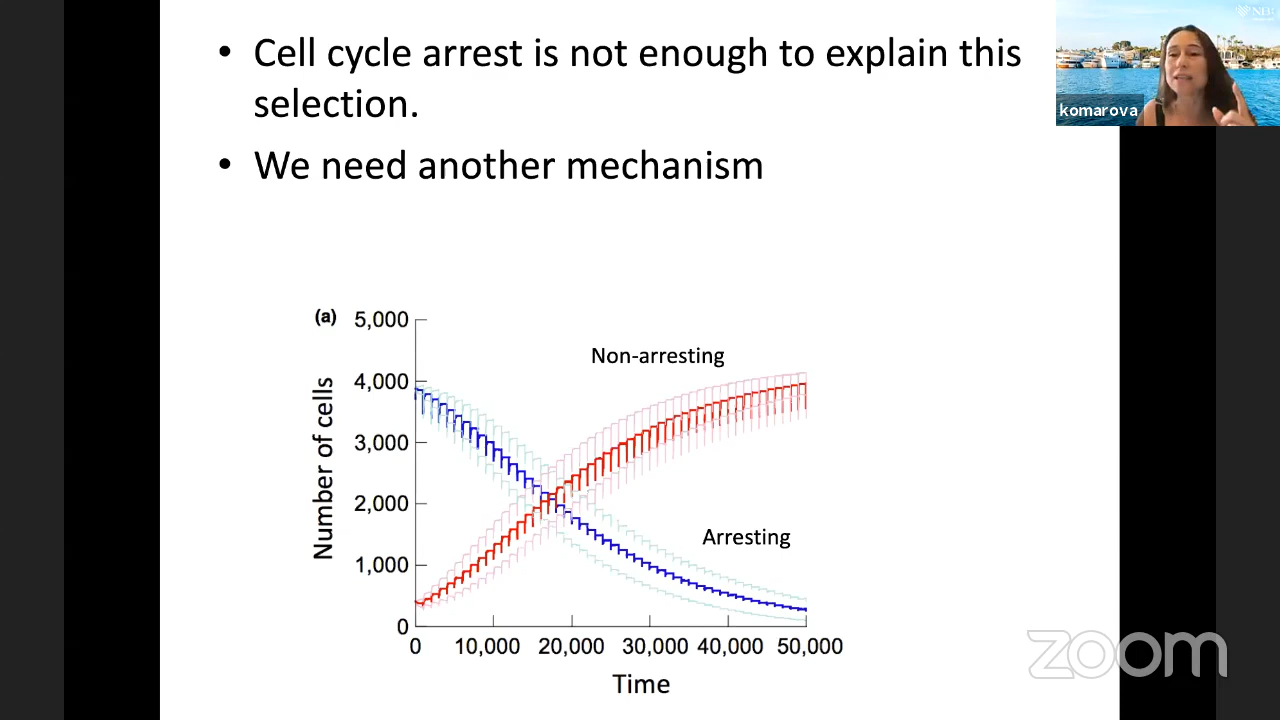 • Cell cycle arrest is not enough to explain this
selection.
• We need another mechanism
komarova
(a)
5,000
4,000
3,000
2,000
1,000
0
Number of cells
Non-arresting
Arresting
0 10,000 20,000 30,000 40,000 50,000
Time
zoom